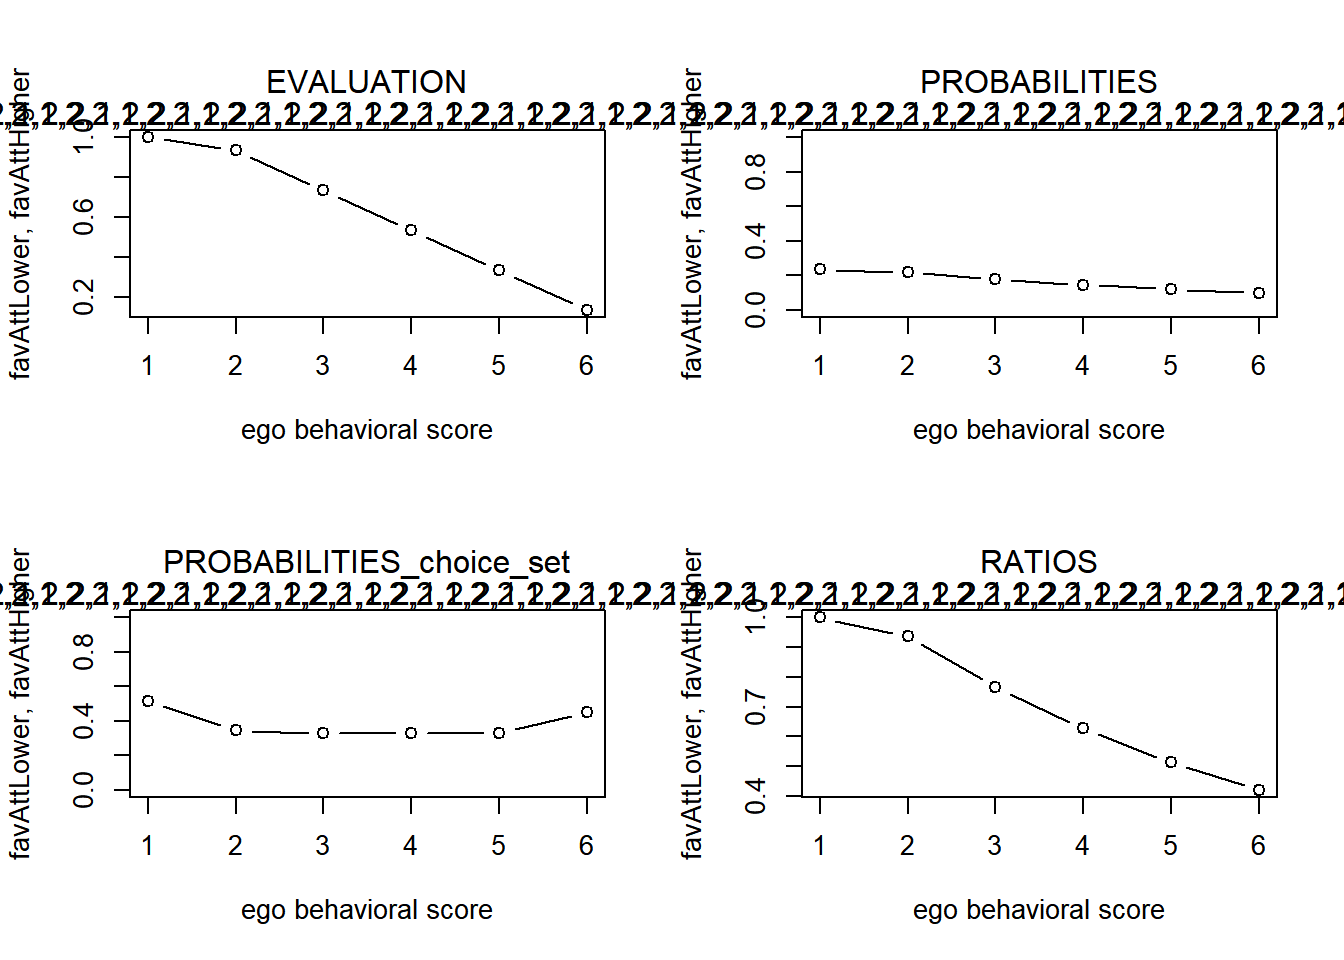 EVALUATION
favAttLower, favAttHigher
1.0
0.6
0.2
1 2 3 4 5 6
ego behavioral score
PROBABILITIES
favAttLower, favAttHigher
0.8
0.4
0.0
1 2 3 4 5 6
ego behavioral score
PROBABILITIES_choice_set
favAttLower, favAttHigher
0.8
0.4
0.0
1 2 3 4 5 6
ego behavioral score
RATIOS
favAttLower, favAttHigher
1.0
0.7
0.4
1 2 3 4 5 6
ego behavioral score